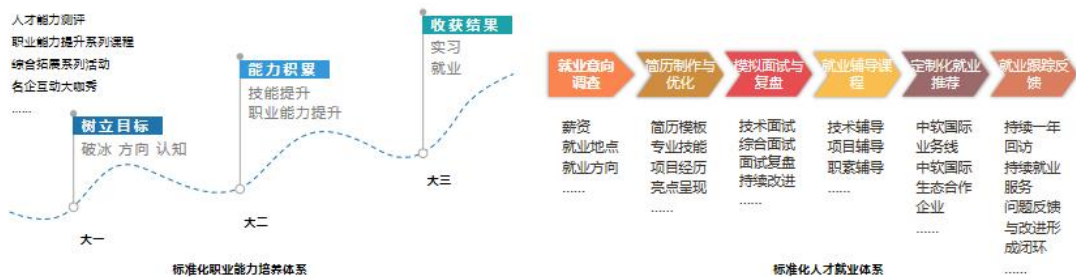 人才能力测评
职业能力提升系列课程
综合拓展系列活动
名企互动大咖秀
……
树立目标
破冰 方向 认知
大一
能力积累
技能提升
职业能力提升
大二
收获结果
实习
就业
大三
标准化职业能力培养体系
就业意向
调查
薪资
就业地点
就业方向
……
简历制作与
优化
简历模板
专业技能
项目经历
亮点呈现
……
模拟面试与
复盘
技术面试
综合面试
面试复盘
持续改进
……
就业辅导课
程
技术辅导
项目辅导
职素辅导
……
定制化就业
推荐
中软国际
业务线
中软国际
生态合作
企业
……
就业跟踪反
馈
持续一年
回访
持续就业
服务
问题反馈
与改进形
成闭环
……
标准化人才就业体系